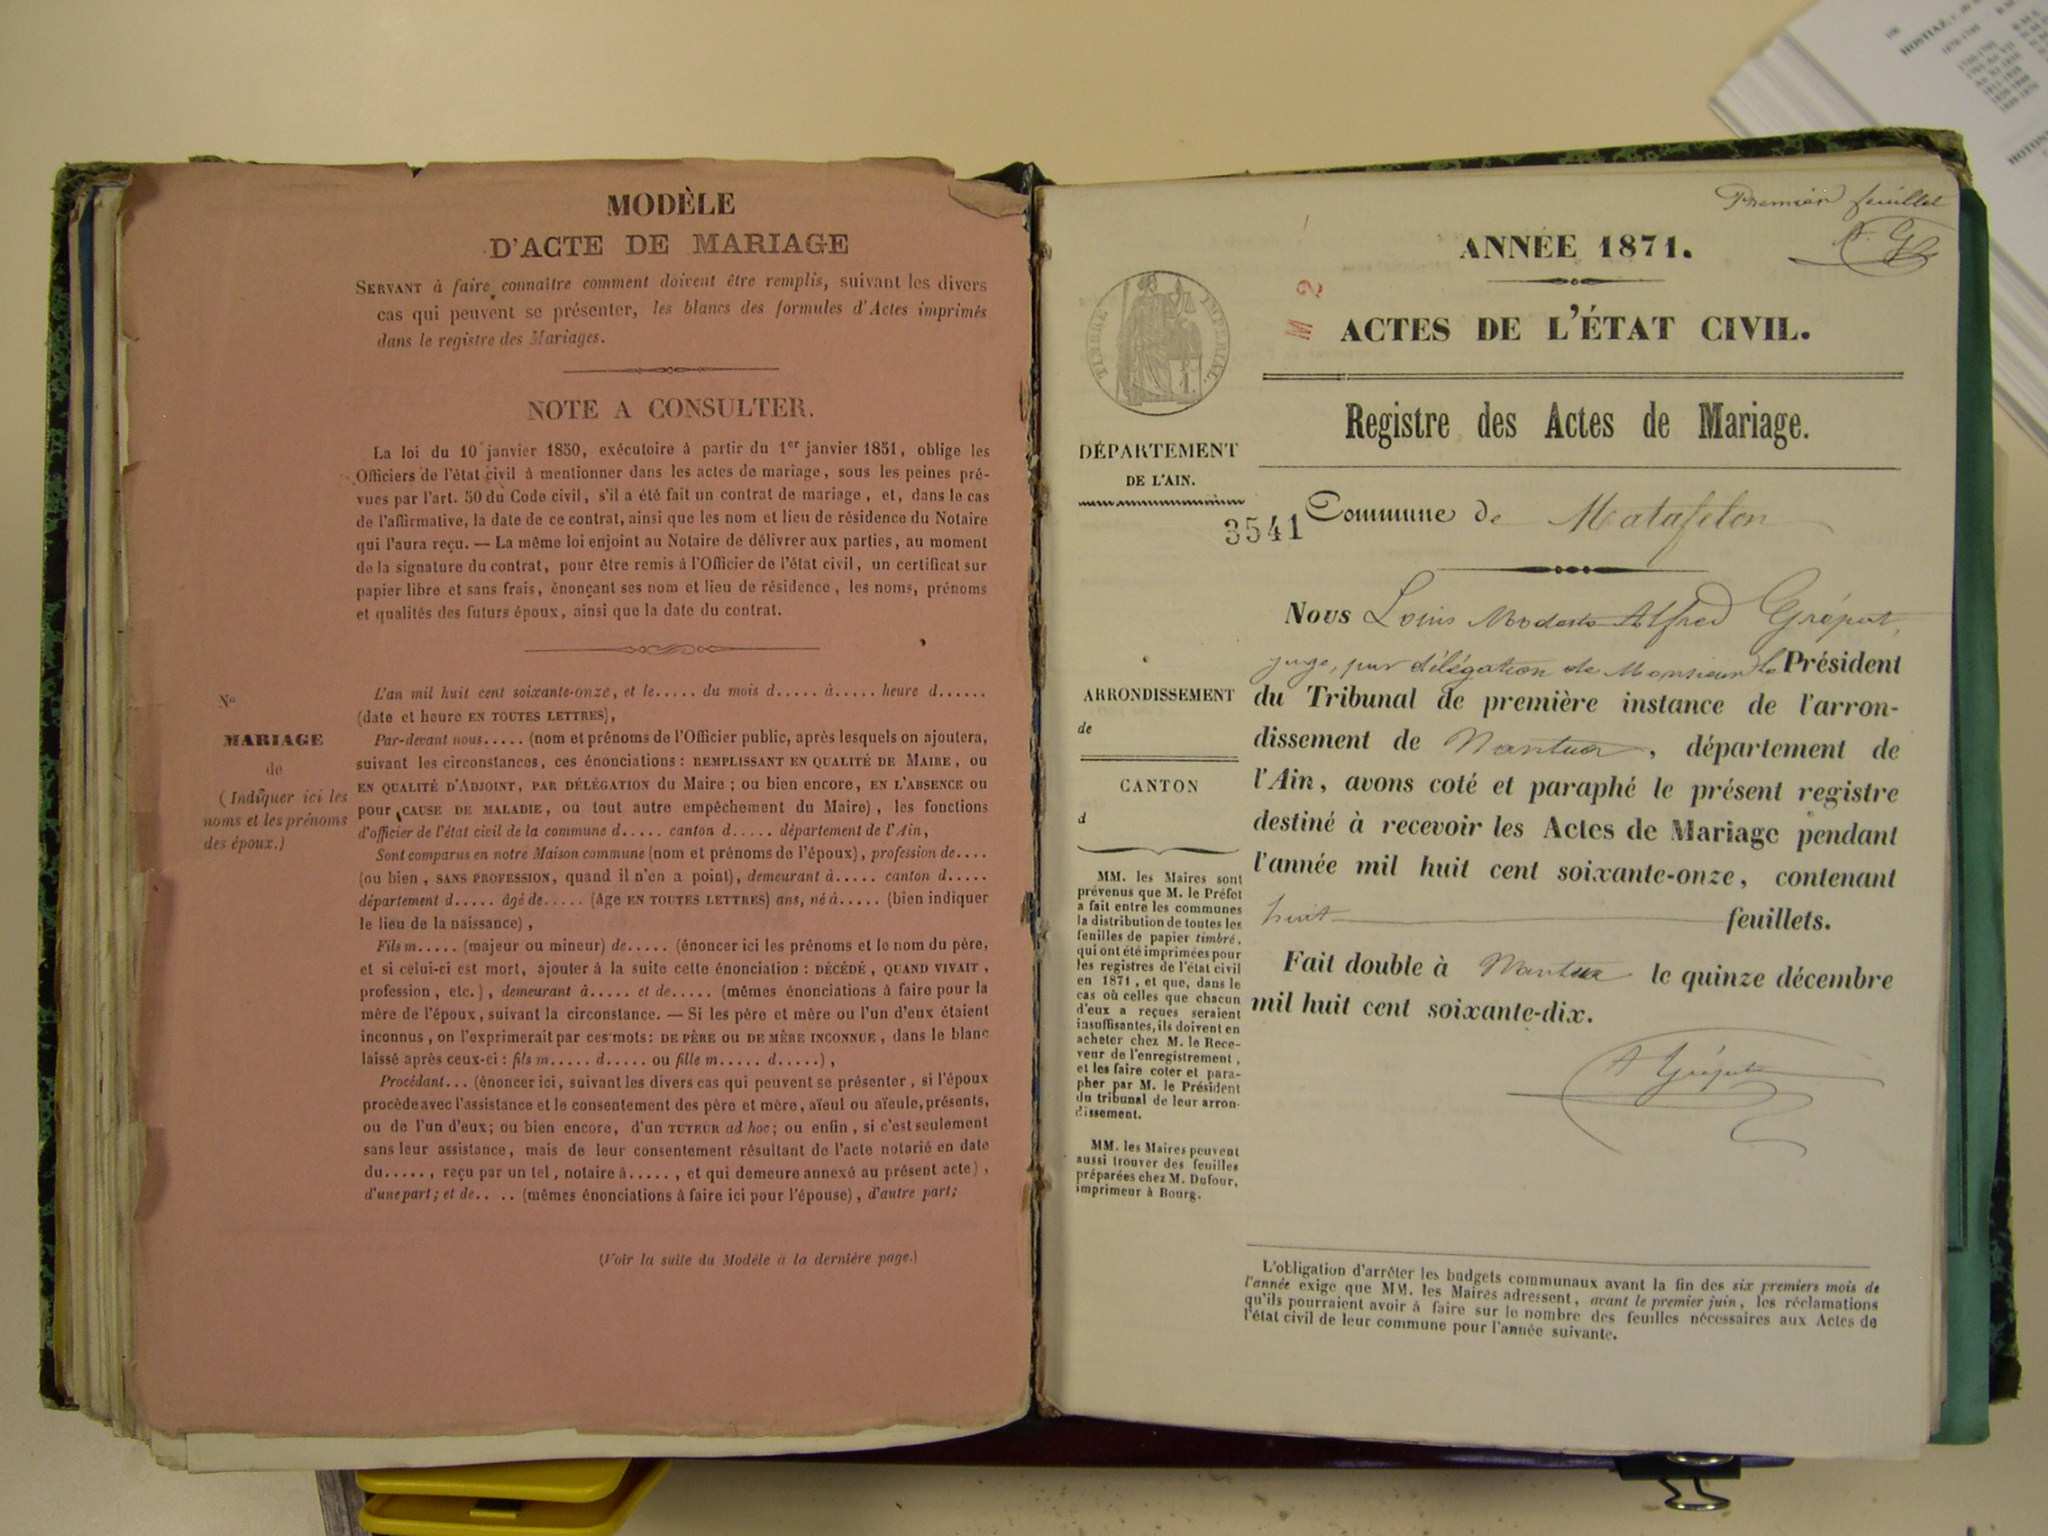 MODÈLE
D'ACTE DE MARIAGE
SERVANT à faire connaître comment doivent être remplis, suivant les divers
cas qui peuvent se présenter, les blancs des formules d'Actes imprimés
dans le registre des Mariages.
NOTE A CONSULTER.
La loi du 10 janvier 1850, exécutoire à partir du 1er janvier 1851, oblige les
Officiers de l'état civil à mentionner dans les actes de mariage, sous les peines pré-
vues par l'art. 50 du Code civil, s'il a été fait un contrat de mariage, et, dans le cas
de l'affirmative, la date de ce contrat, ainsi que les nom et lieu de résidence du Notaire
qui l'aura reçu. — La même loi enjoint au Notaire de délivrer aux parties, au moment
de la signature du contrat, pour être remis à l'Officier de l'état civil, un certificat sur
papier libre et sans frais, énonçant ses nom et lieu de résidence, les noms, prénoms
et qualités des futurs époux, ainsi que la date du contrat.
No
MARIAGE
de
(Indiquer ici les
noms et les prénoms
des époux.)
L'an mil huit cent soixante-onze, et le..... du mois d..... à..... heure d......
(date et heure EN TOUTES LETTRES),
Par-devant nous..... (nom et prénoms de l'Officier public, après lesquels on ajoutera,
suivant les circonstances, ces énonciations : REMPLISSANT EN QUALITÉ DE MAIRE, ou
EN QUALITÉ D'ADJOINT, PAR DÉLÉGATION du Maire ; ou bien encore, EN L'ABSENCE ou
pour CAUSE DE MALADIE, ou tout autre empêchement du Maire), les fonctions
d'officier de l'état civil de la commune d..... canton d..... département de l'Ain,
Sont comparus en notre Maison commune (nom et prénoms de l'époux), profession de....
(ou bien, SANS PROFESSION, quand il n'en a point), demeurant à..... canton d.....
département d..... âgé de..... (âge EN TOUTES LETTRES) ans, né à..... (bien indiquer
le lieu de la naissance),
Fils m..... (majeur ou mineur) de..... (énoncer ici les prénoms et le nom du père,
et si celui-ci est mort, ajouter à la suite cette énonciation : DÉCÉDÉ, QUAND VIVAIT,
profession, etc.), demeurant à..... et de..... (mêmes énonciations à faire pour la
mère de l'époux, suivant la circonstance. — Si les père et mère ou l'un d'eux étaient
inconnus, on l'exprimerait par ces mots : DE PÈRE ou DE MÈRE INCONNUE, dans le blanc
laissé après ceux-ci : fils m..... d..... ou fille m..... d.....),
Procédant... (énoncer ici, suivant les divers cas qui peuvent se présenter, si l'époux
procède avec l'assistance et le consentement des père et mère, aïeul ou aïeule, présents,
ou de l'un d'eux; ou bien encore, d'un TUTEUR ad hoc; ou enfin, si c'est seulement
sans leur assistance, mais de leur consentement résultant de l'acte notarié en date
du....., reçu par un tel, notaire à....., et qui demeure annexé au présent acte),
d'une part; et de.. .. (mêmes énonciations à faire ici pour l'épouse), d'autre part;
(Voir la suite du Modèle à la dernière page.)
Premier feuillet
A. G
ANNÉE 1871.
TIMBRE IMPÉRIAL
M 2
ACTES DE L'ÉTAT CIVIL.
Registre des Actes de Mariage.
DÉPARTEMENT
DE L'AIN.
3541
Commune de Matafelon
Nous Louis Modeste Alfred Grépat,
juge, par délégation de Monsieur le Président
du Tribunal de première instance de l'arron-
dissement de Nantua, département de
l'Ain, avons coté et paraphé le présent registre
destiné à recevoir les Actes de Mariage pendant
l'année mil huit cent soixante-onze, contenant
huit feuillets.
Fait double à Nantua le quinze décembre
mil huit cent soixante-dix.
A Grépat
ARRONDISSEMENT
de
CANTON
d
MM. les Maires sont
prévenus que M. le Préfet
a fait entre les communes
la distribution de toutes les
feuilles de papier timbré,
qui ont été imprimées pour
les registres de l'état civil
en 1871, et que, dans le
cas où celles que chacun
d'eux a reçues seraient
insuffisantes, ils doivent en
acheter chez M. le Rece-
veur de l'enregistrement,
et les faire coter et para-
pher par M. le Président
du tribunal de leur arron-
dissement.
MM. les Maires peuvent
aussi trouver des feuilles
préparées chez M. Dufour,
imprimeur à Bourg.
L'obligation d'arrêter les budgets communaux avant la fin des six premiers mois de
l'année exige que MM. les Maires adressent, avant le premier juin, les réclamations
qu'ils pourraient avoir à faire sur le nombre des feuilles nécessaires aux Actes de
l'état civil de leur commune pour l'année suivante.